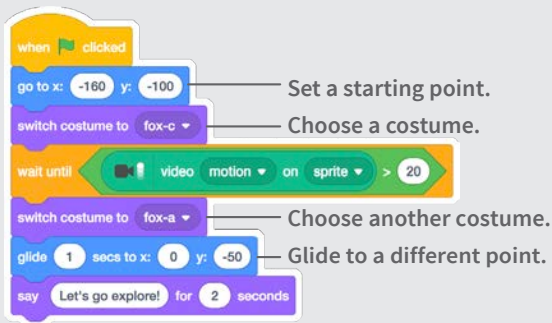 when clicked
go to x: -160 y: -100 Set a starting point.
switch costume to fox-c Choose a costume.
wait until video motion on sprite > 20
switch costume to fox-a Choose another costume.
glide 1 secs to x: 0 y: -50 Glide to a different point.
say Let's go explore! for 2 seconds